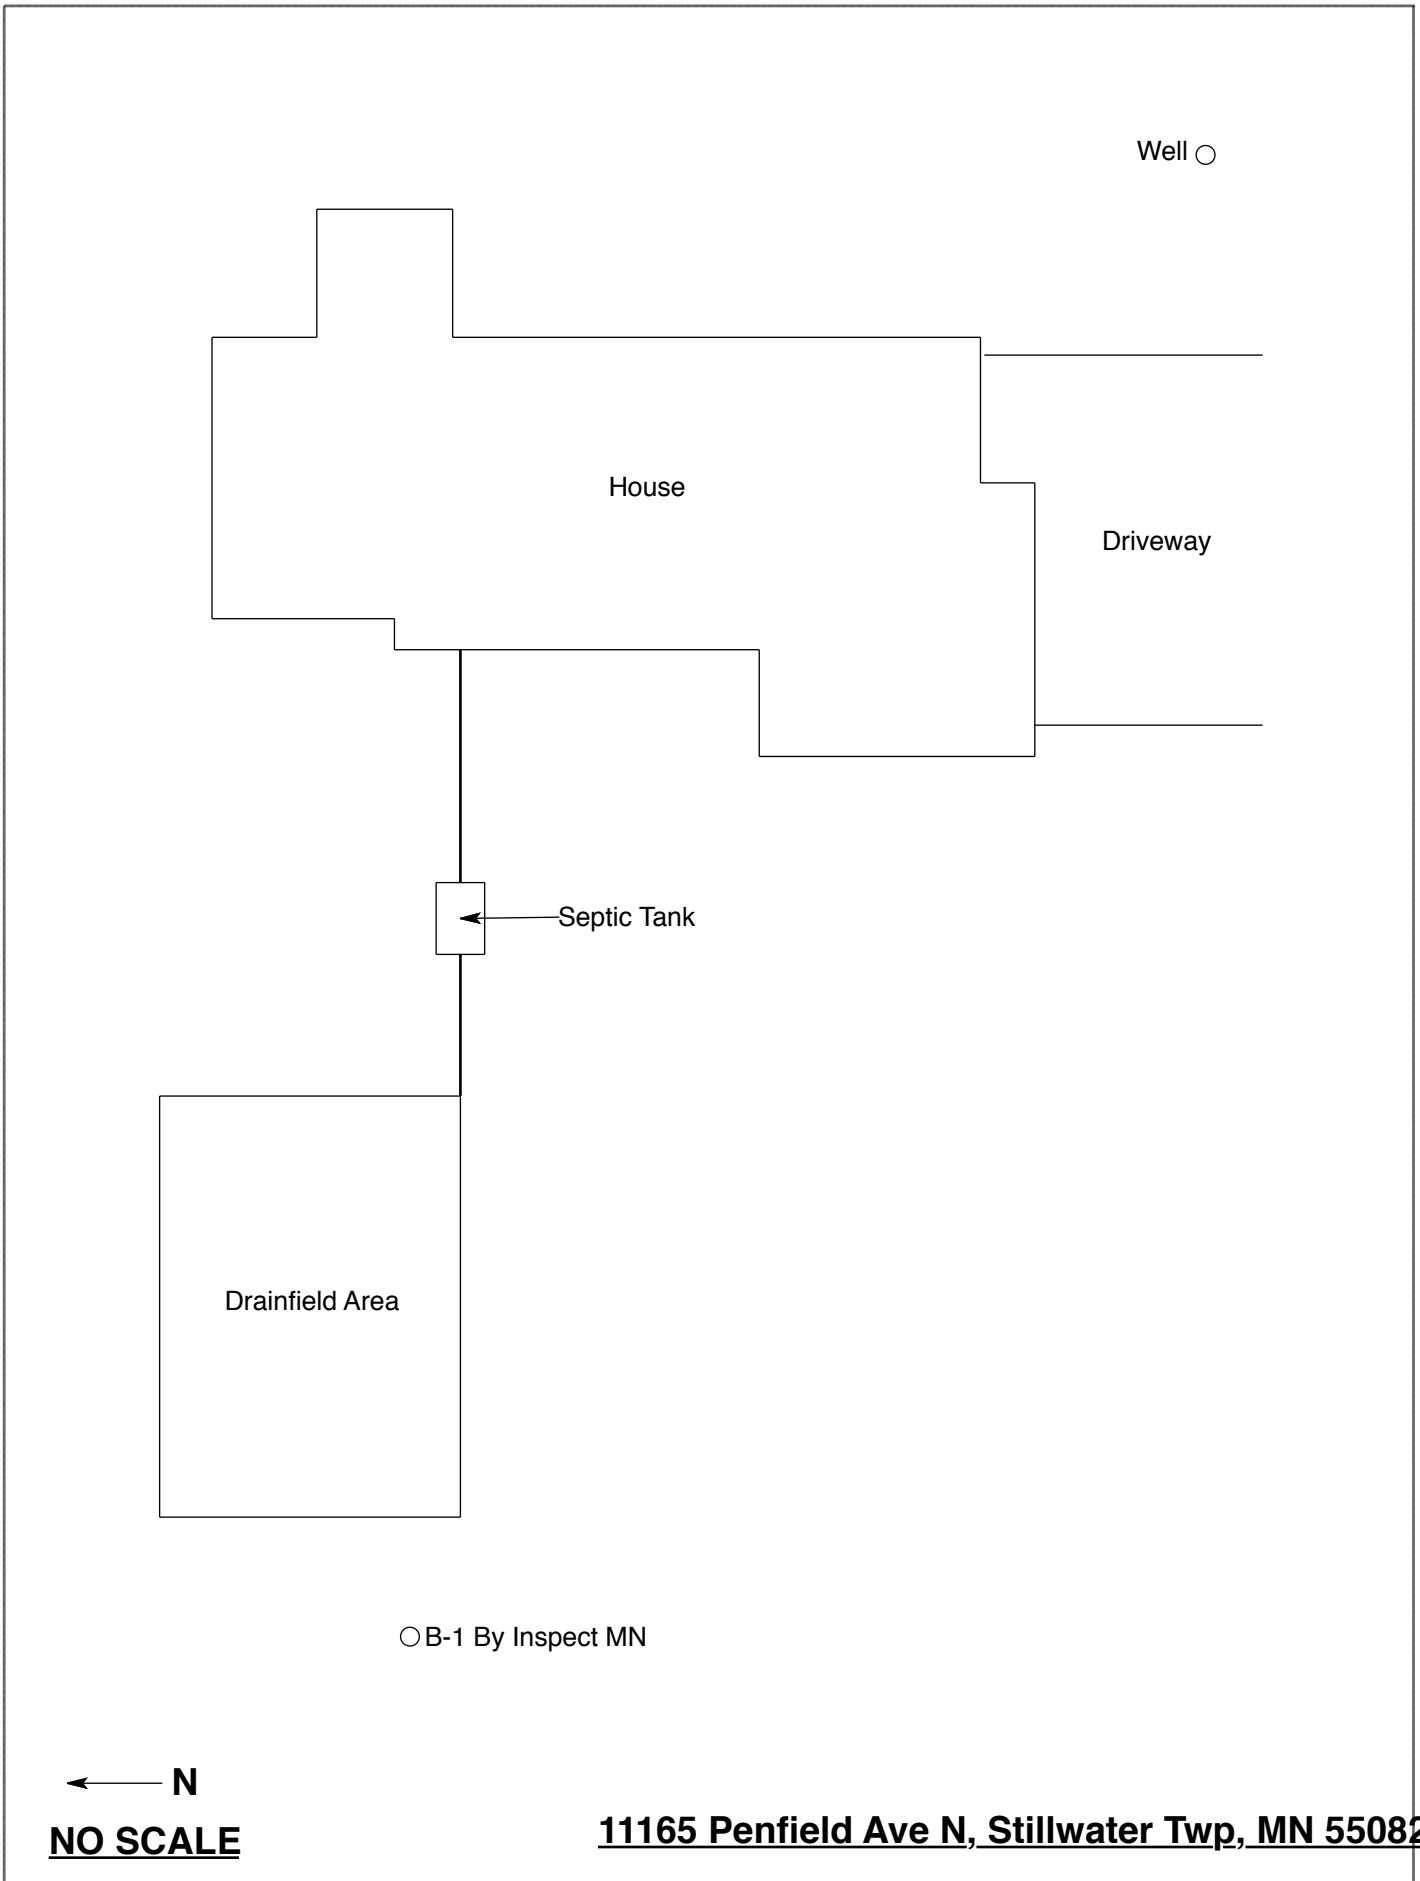 Well
House
Driveway
Septic Tank
Drainfield Area
B-1 By Inspect MN
N
NO SCALE
11165 Penfield Ave N, Stillwater Twp, MN 55082